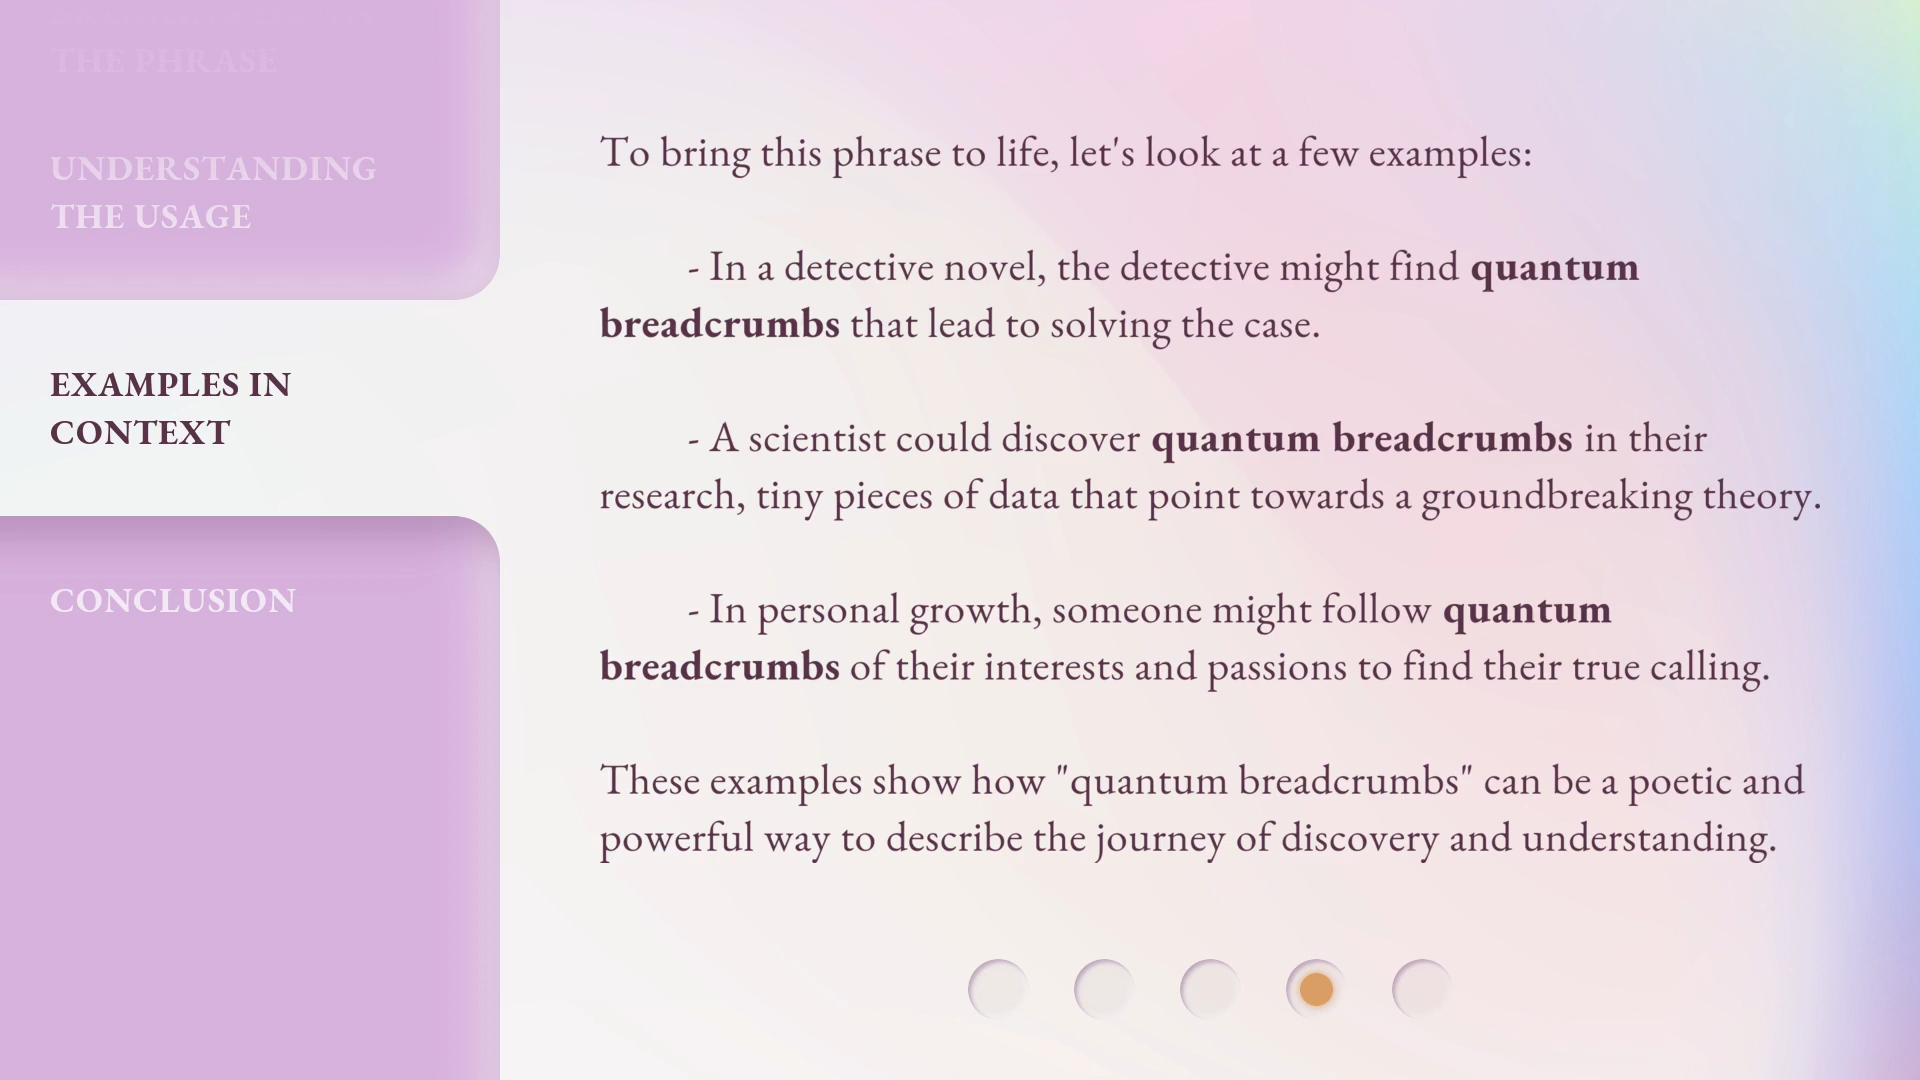 THE PHRASE
UNDERSTANDING
THE USAGE
EXAMPLES IN
CONTEXT
CONCLUSION
To bring this phrase to life, let's look at a few examples:
- In a detective novel, the detective might find quantum
breadcrumbs that lead to solving the case.
- A scientist could discover quantum breadcrumbs in their
research, tiny pieces of data that point towards a groundbreaking theory.
- In personal growth, someone might follow quantum
breadcrumbs of their interests and passions to find their true calling.
These examples show how "quantum breadcrumbs" can be a poetic and
powerful way to describe the journey of discovery and understanding.